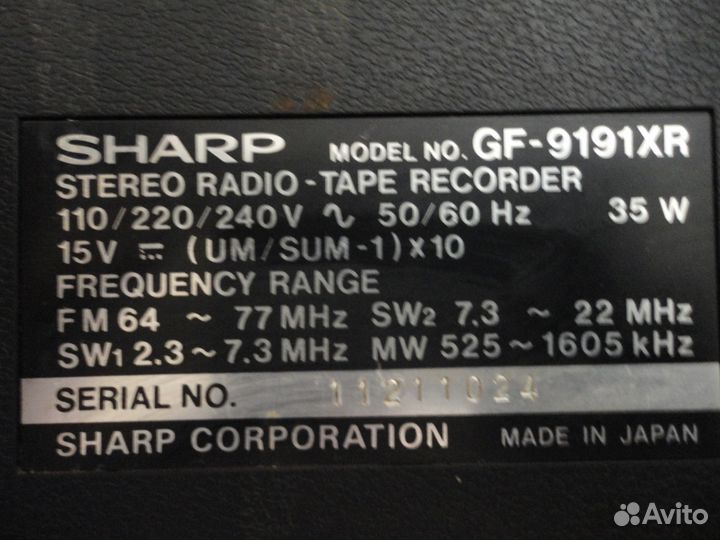 SHARP MODEL NO. GF-9191XR
STEREO RADIO-TAPE RECORDER
110/220/240V ∿ 50/60 Hz 35 W
15V ⎓ (UM/SUM-1)x10
FREQUENCY RANGE
FM 64 ~ 77 MHz SW2 7.3 ~ 22 MHz
SW1 2.3~7.3 MHz MW 525~1605 kHz
SERIAL NO. 11211024
SHARP CORPORATION MADE IN JAPAN
Avito